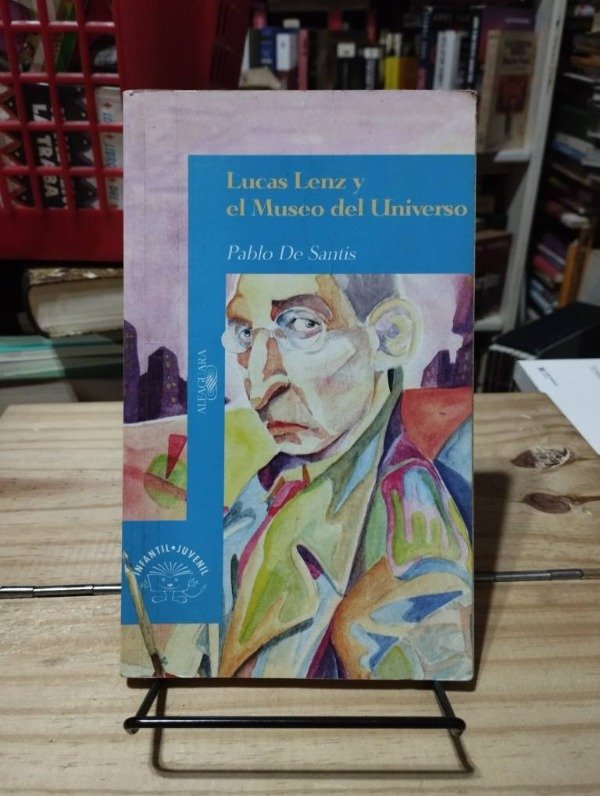 Lucas Lenz y
el Museo del Universo
Pablo De Santis
ALFAGUARA
INFANTIL • JUVENIL